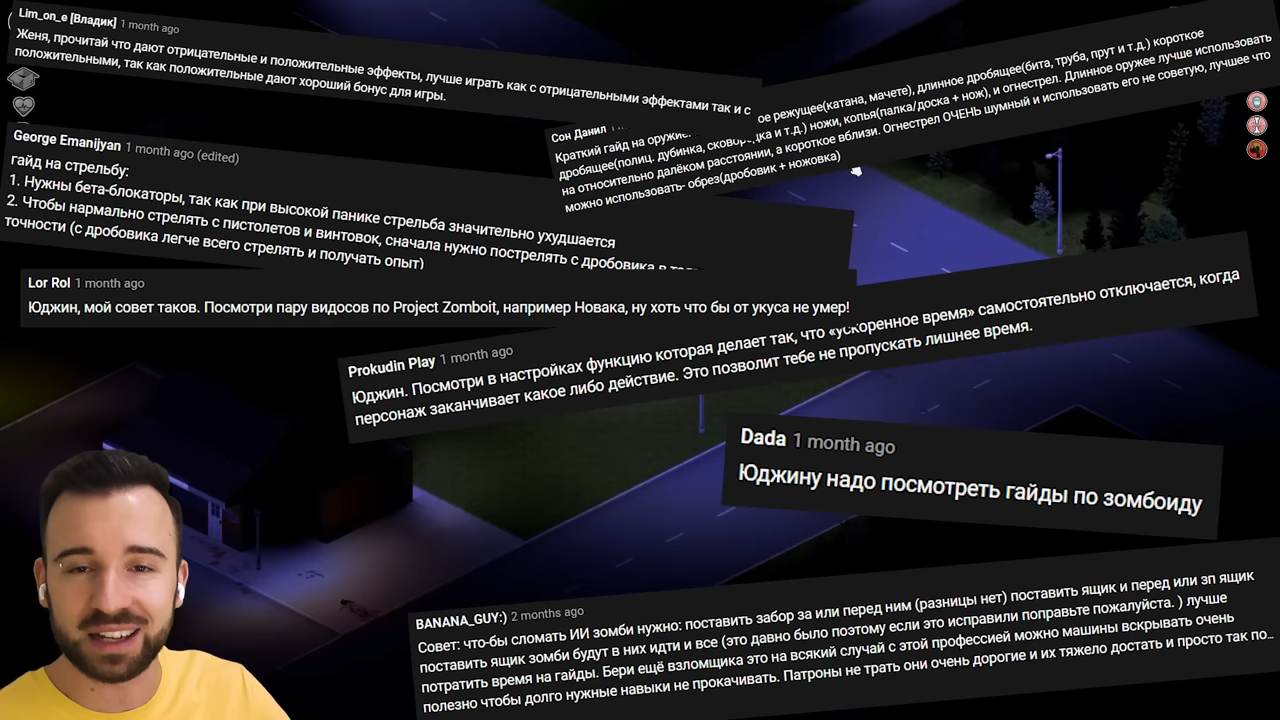 Lim_on_e [Владик] 1 month ago
Женя, прочитай что дают отрицательные и положительные эффекты, лучше играть как с отрицательными эффектами так и с
положительными, так как положительные дают хороший бонус для игры.
Сон Данил
Краткий гайд на оружие: ое режущее(катана, мачете), длинное дробящее(бита, труба, прут и т.д.) короткое
дробящее(полиц. дубинка, сковородка и т.д.) ножи, копья(палка/доска + нож), и огнестрел. Длинное оружее лучше использовать
на относительно далёком расстоянии, а короткое вблизи. Огнестрел ОЧЕНЬ шумный и использовать его не советую, лучшее что
можно использовать- обрез(дробовик + ножовка)
George Emanijyan 1 month ago (edited)
гайд на стрельбу:
1. Нужны бета-блокаторы, так как при высокой панике стрельба значительно ухудшается
2. Чтобы нармально стрелять с пистолетов и винтовок, сначала нужно пострелять с дробовика в
точности (с дробовика легче всего стрелять и получать опыт)
Lor Rol 1 month ago
Юджин, мой совет таков. Посмотри пару видосов по Project Zomboit, например Новака, ну хоть что бы от укуса не умер!
Prokudin Play 1 month ago
Юджин. Посмотри в настройках функцию которая делает так, что «ускоренное время» самостоятельно отключается, когда
персонаж заканчивает какое либо действие. Это позволит тебе не пропускать лишнее время.
Dada 1 month ago
Юджину надо посмотреть гайды по зомбоиду
BANANA_GUY:) 2 months ago
Совет: что-бы сломать ИИ зомби нужно: поставить забор за или перед ним (разницы нет) поставить ящик и перед или зп ящик
поставить ящик зомби будут в них идти и все (это давно было поэтому если это исправили поправьте пожалуйста. ) лучше
потратить время на гайды. Бери ещё взломщика это на всякий случай с этой профессией можно машины вскрывать очень
полезно чтобы долго нужные навыки не прокачивать. Патроны не трать они очень дорогие и их тяжело достать и просто так по…